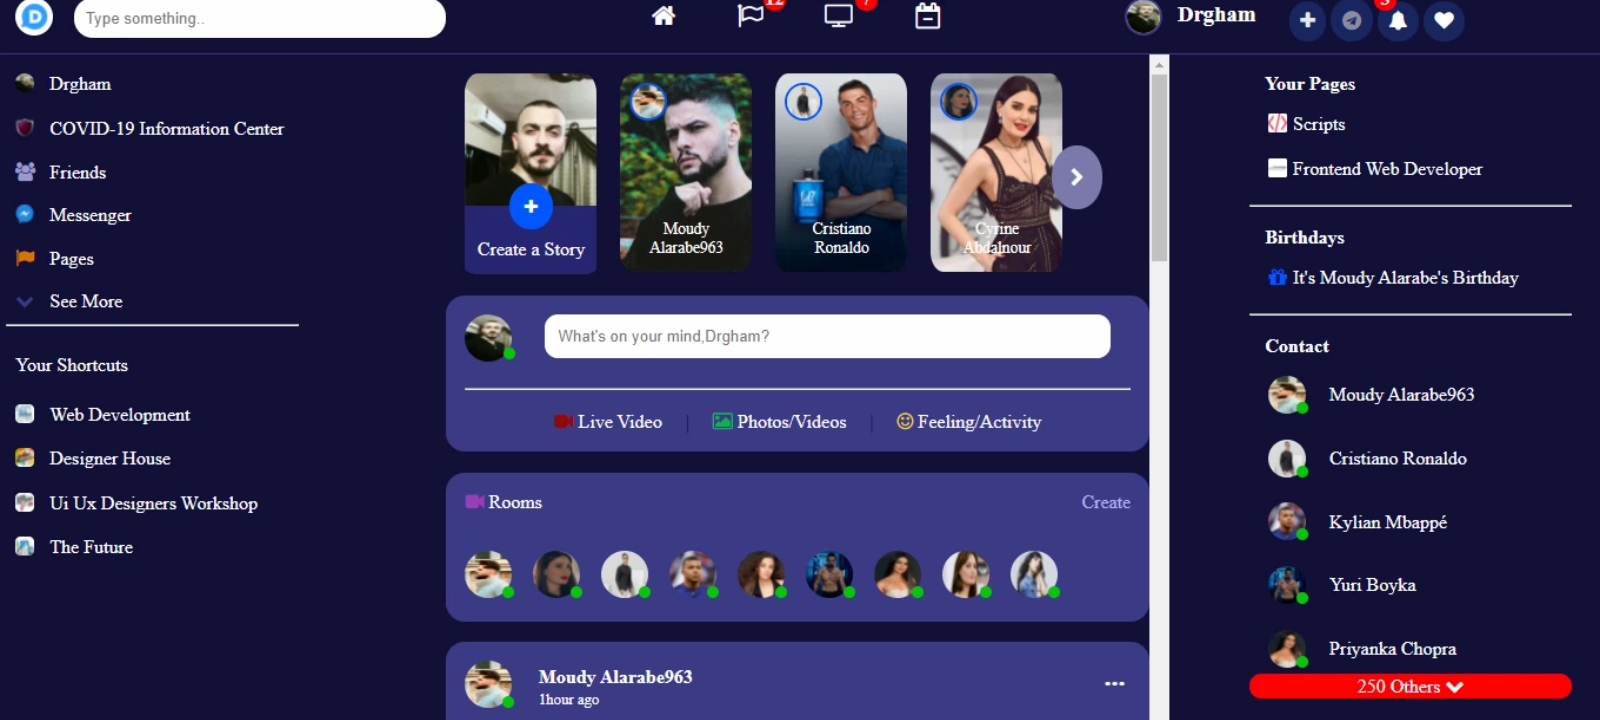 D
Type something..
12
7
Drgham
3
Drgham
COVID-19 Information Center
Friends
Messenger
Pages
See More
Your Shortcuts
Web Development
Designer House
Ui Ux Designers Workshop
The Future
Create a Story
Moudy
Alarabe963
Cristiano
Ronaldo
Cyrine
Abdalnour
What's on your mind,Drgham?
Live Video
Photos/Videos
Feeling/Activity
Rooms
Create
Moudy Alarabe963
1hour ago
Your Pages
Scripts
Frontend Web Developer
Birthdays
It's Moudy Alarabe's Birthday
Contact
Moudy Alarabe963
Cristiano Ronaldo
Kylian Mbappé
Yuri Boyka
Priyanka Chopra
250 Others